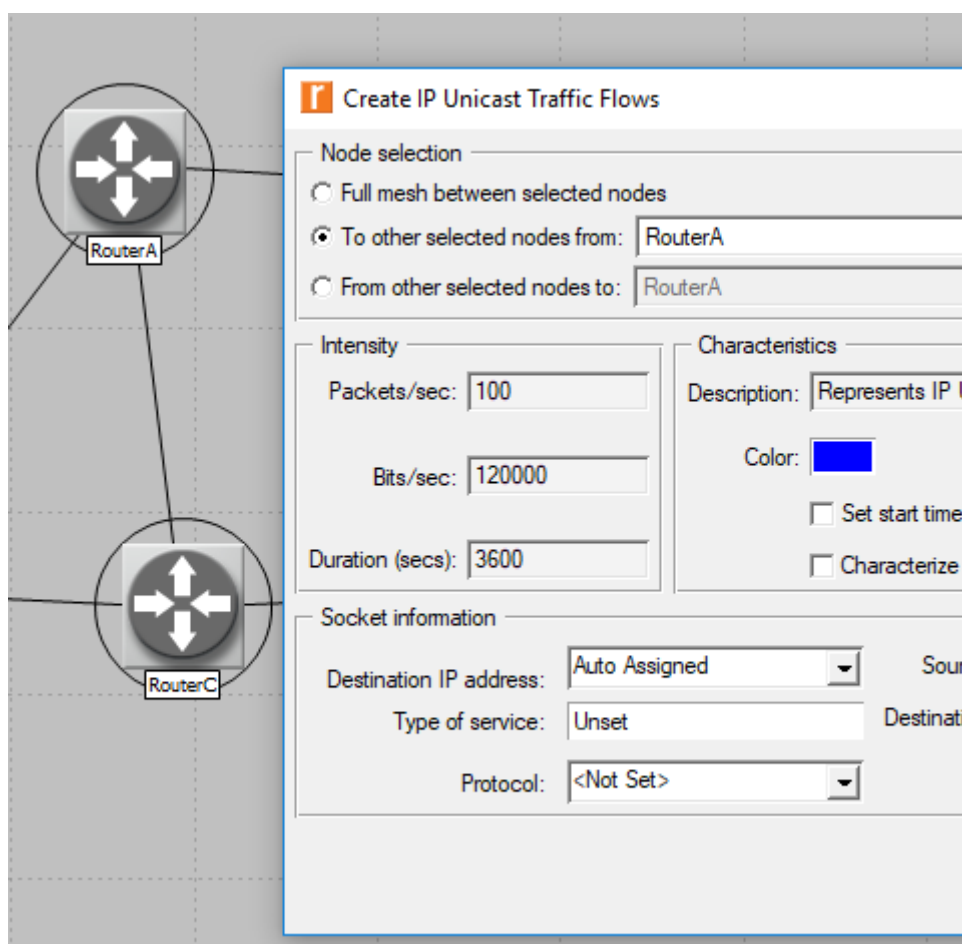 Create IP Unicast Traffic Flows
Node selection
Full mesh between selected nodes
To other selected nodes from: RouterA
From other selected nodes to: RouterA
RouterA
Intensity
Packets/sec: 100
Bits/sec: 120000
Duration (secs): 3600
Characteristics
Description: Represents IP
Color:
Set start time
Characterize
RouterC
Socket information
Destination IP address: Auto Assigned
Type of service: Unset
Protocol: <Not Set>
Sour
Destinati